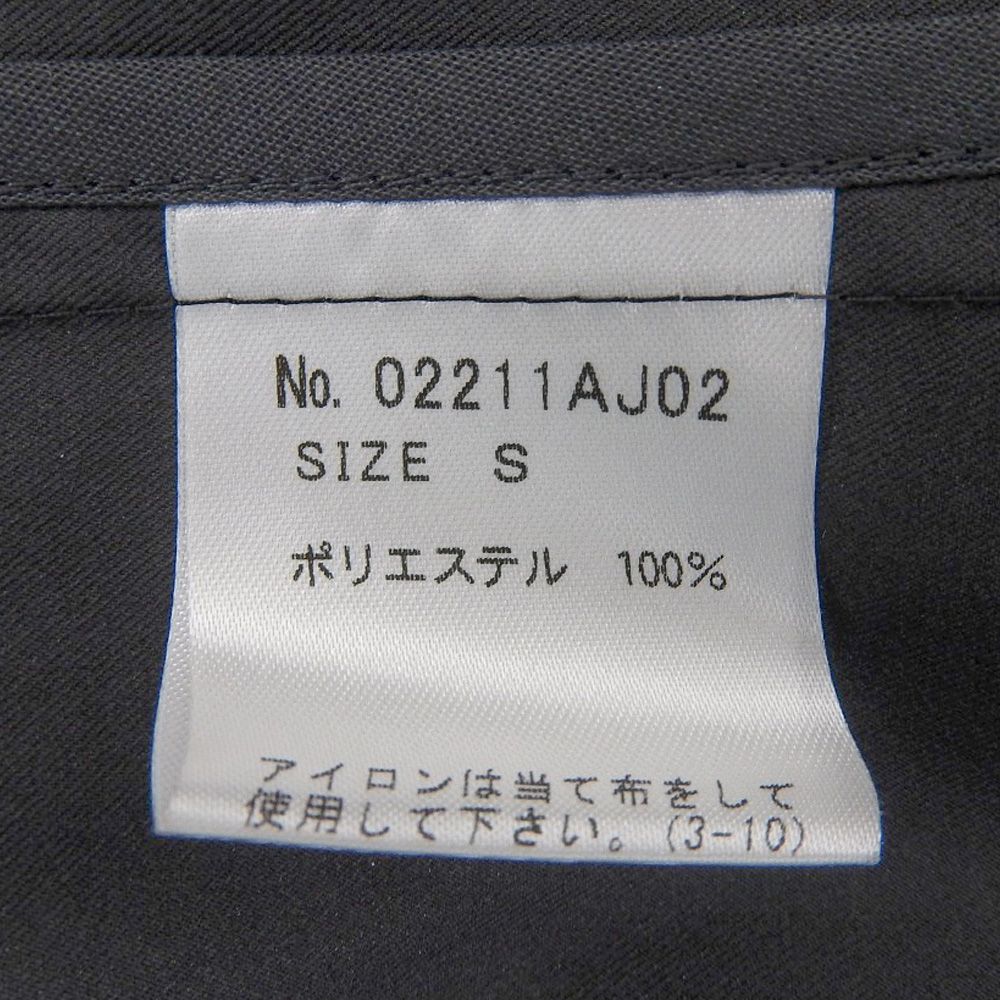 No. 02211AJ02
SIZE S
ポリエステル 100%
アイロンは当て布をして
使用して下さい。(3-10)